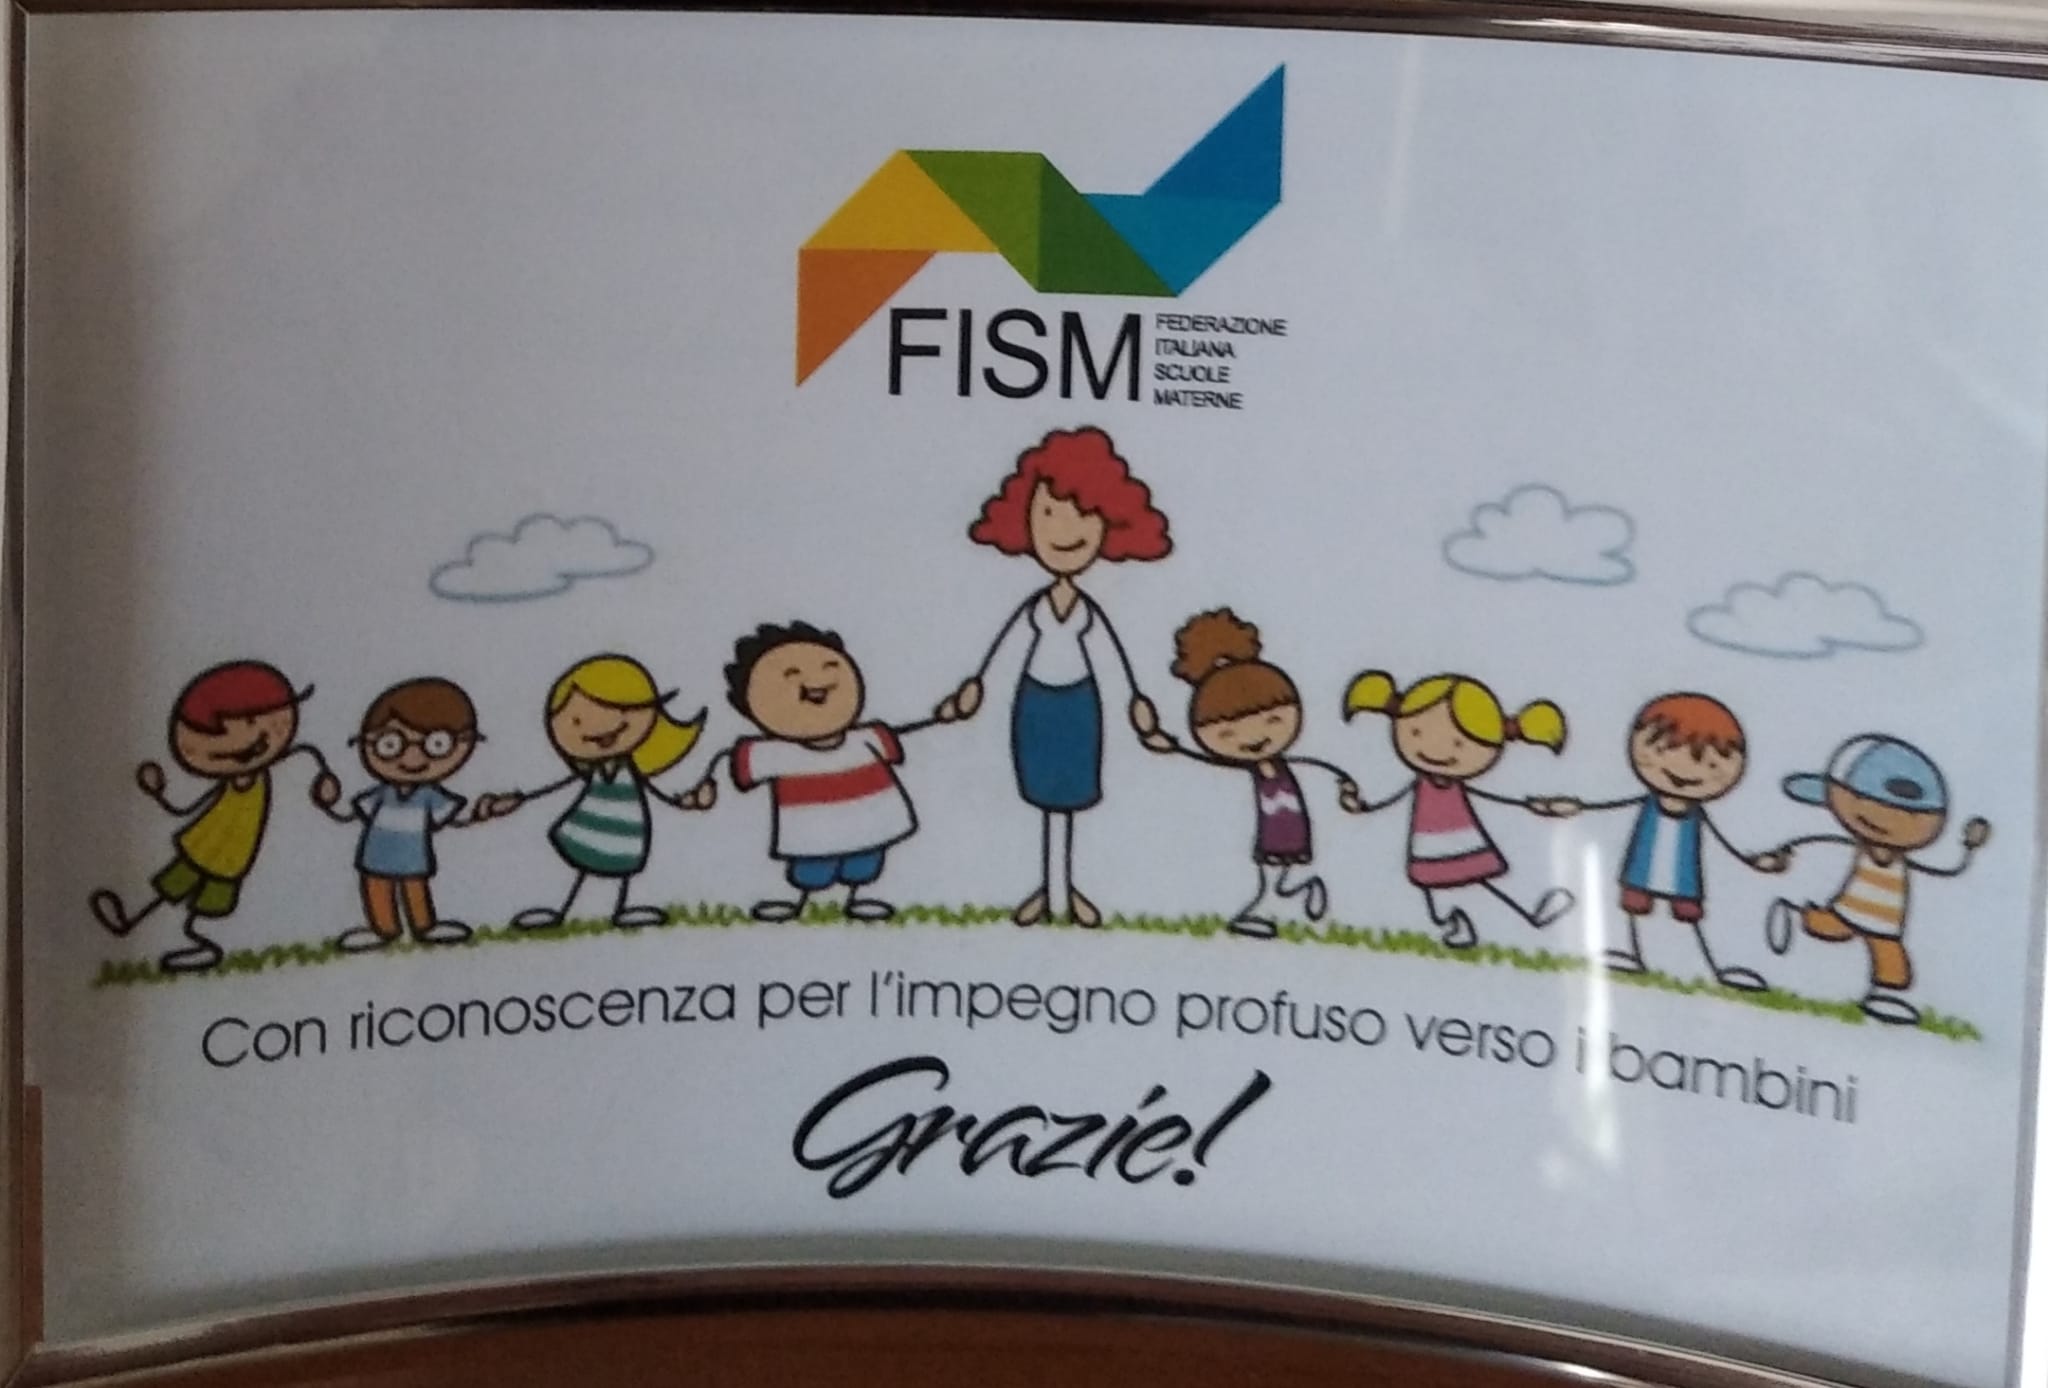 FISM
FEDERAZIONE
ITALIANA
SCUOLE
MATERNE
Con riconoscenza per l'impegno profuso verso i bambini
Grazie!